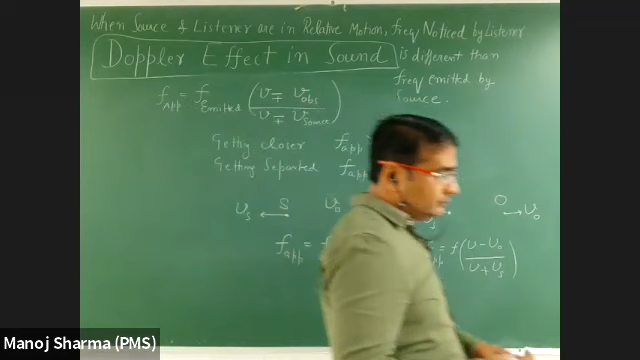 When Source & Listener are in Relative Motion, freq Noticed by Listener
Doppler Effect in Sound is different than
freq emitted by
Source.
f_App = f_Emitted (v ∓ v_obs / v ∓ v_source)
Getting closer f_app
Getting Separated f_app
v_s ← S v_o v_s O → v_o
f_app = f app = f (v - v_o / v + v_s)
Manoj Sharma (PMS)